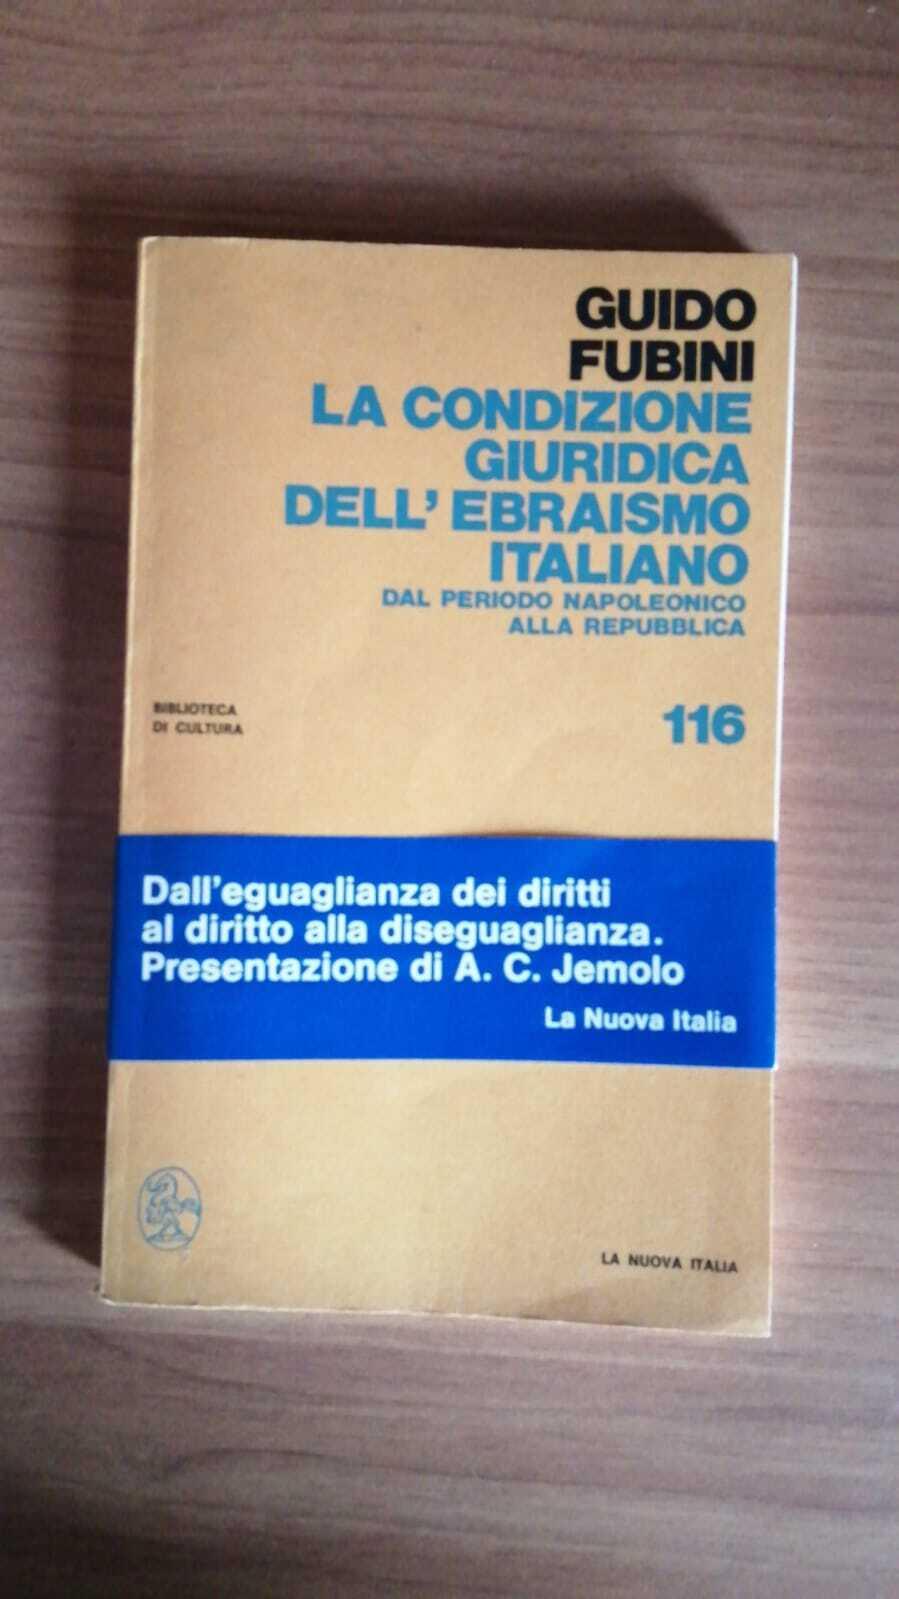 GUIDO
FUBINI
LA CONDIZIONE
GIURIDICA
DELL' EBRAISMO
ITALIANO
DAL PERIODO NAPOLEONICO
ALLA REPUBBLICA
BIBLIOTECA
DI CULTURA
116
Dall'eguaglianza dei diritti
al diritto alla diseguaglianza.
Presentazione di A. C. Jemolo
La Nuova Italia
LA NUOVA ITALIA